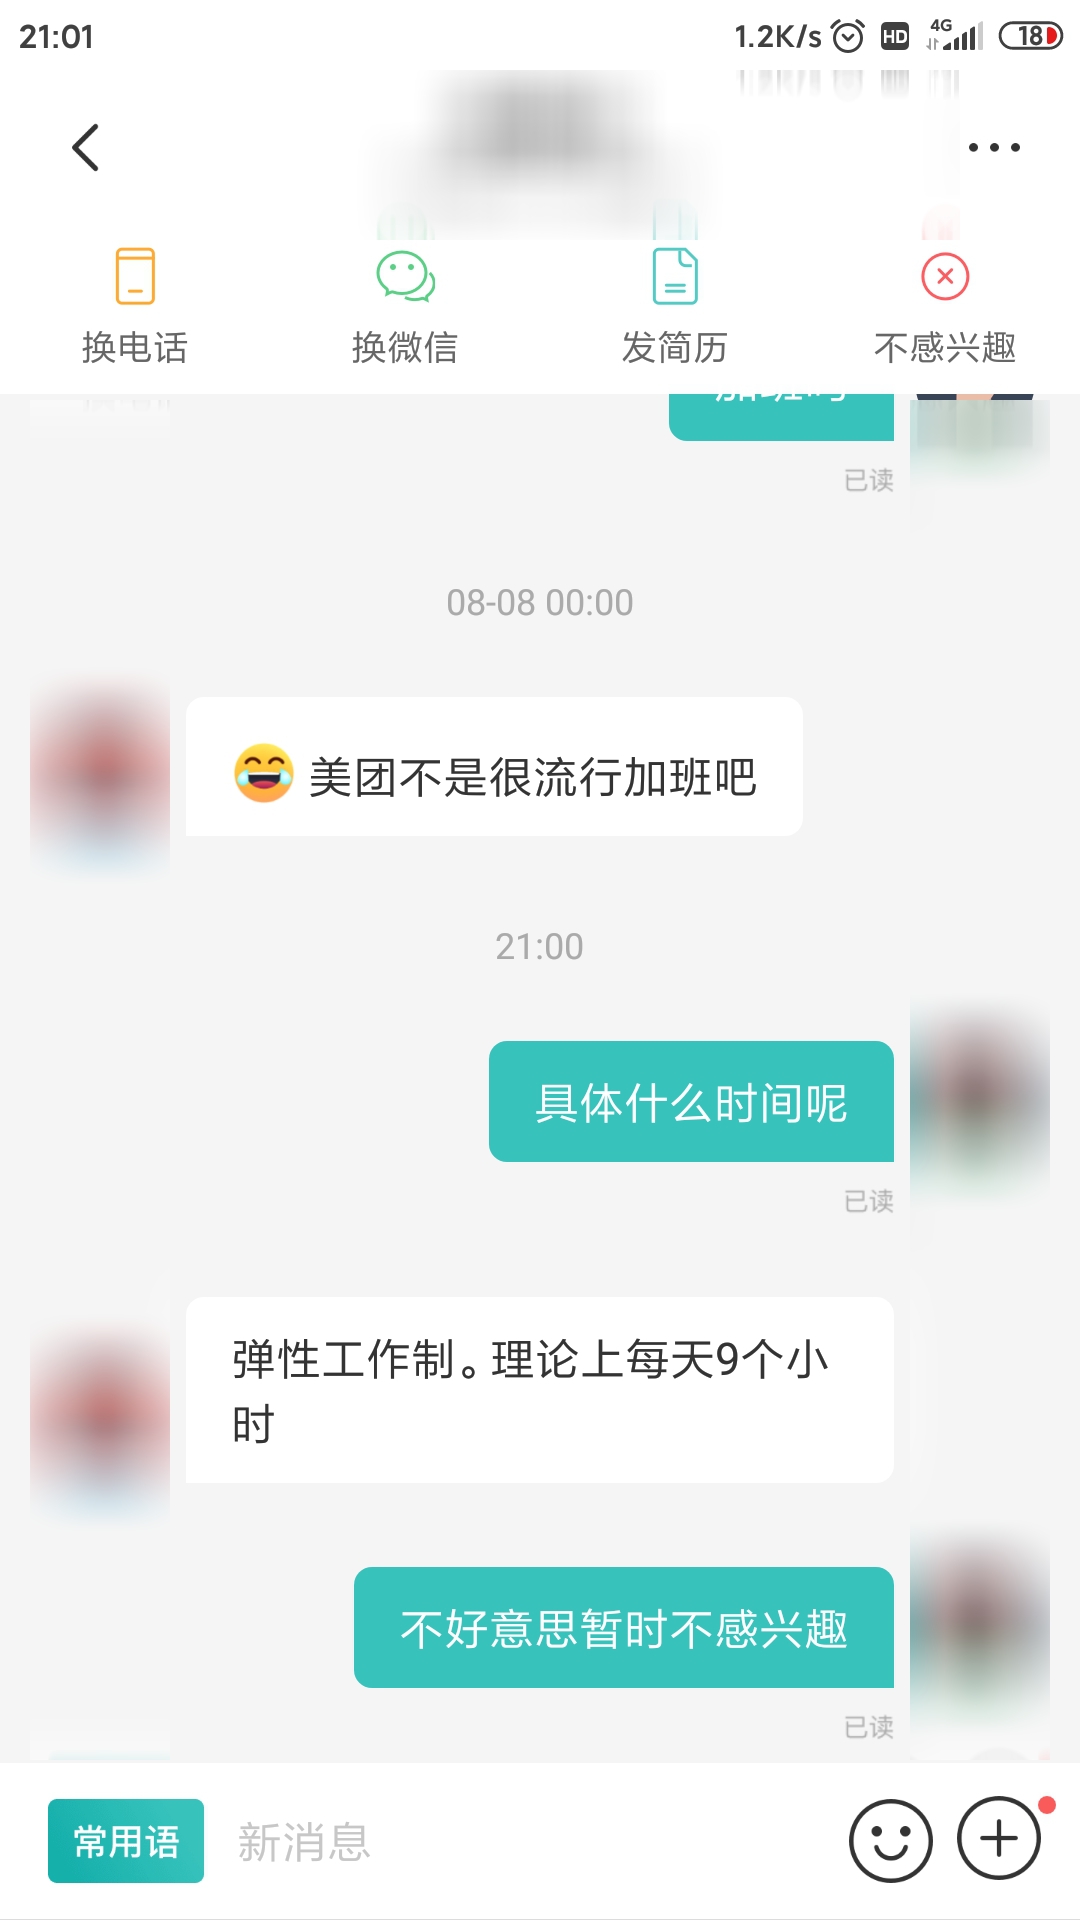 21:01
1.2K/s HD 4G 18
换电话 换微信 发简历 不感兴趣
已读
08-08 00:00
😂 美团不是很流行加班吧
21:00
具体什么时间呢
已读
弹性工作制。理论上每天9个小
时
不好意思暂时不感兴趣
已读
常用语 新消息